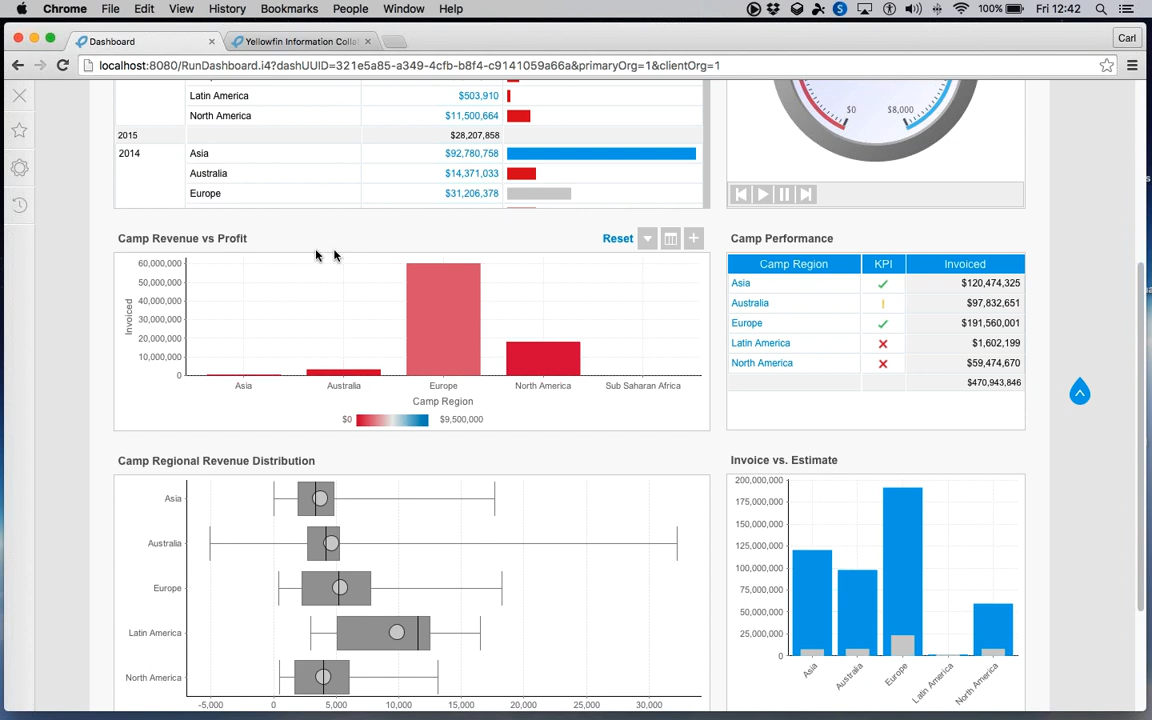 Chrome File Edit View History Bookmarks People Window Help 100% Fri 12:42
Dashboard Yellowfin Information Collab Carl
localhost:8080/RunDashboard.i4?dashUUID=321e5a85-a349-4cfb-b8f4-c9141059a66a&primaryOrg=1&clientOrg=1
Latin America $503,910
North America $11,500,664
2015 $28,207,858
2014 Asia $92,780,758
Australia $14,371,033
Europe $31,206,378
$0 $8,000
Camp Revenue vs Profit Reset
60,000,000
50,000,000
40,000,000
30,000,000
20,000,000
10,000,000
0
Invoiced
Asia Australia Europe North America Sub Saharan Africa
Camp Region
$0 $9,500,000
Camp Performance
Camp Region KPI Invoiced
Asia $120,474,325
Australia $97,832,651
Europe $191,560,001
Latin America $1,602,199
North America $59,474,670
$470,943,846
Camp Regional Revenue Distribution
Asia
Australia
Europe
Latin America
North America
-5,000 0 5,000 10,000 15,000 20,000 25,000 30,000
Invoice vs. Estimate
200,000,000
175,000,000
150,000,000
125,000,000
100,000,000
75,000,000
50,000,000
25,000,000
0
Asia Australia Europe Latin America North America